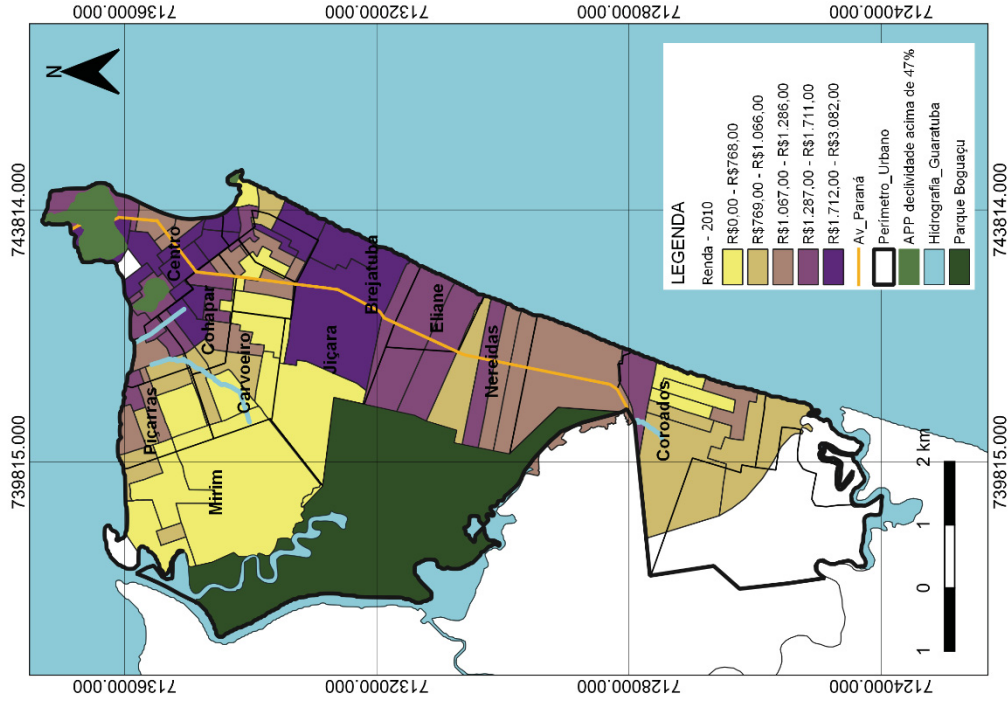 7136000.000
7132000.000
7128000.000
7124000.000
743814.000
739815.000
N
Centro
Cohapar
Piçarras
Carvoeiro
Mirim
Jiçara
Brejatuba
Eliane
Nereidas
Coroados
LEGENDA
Renda - 2010
R$0,00 - R$768,00
R$769,00 - R$1.066,00
R$1.067,00 - R$1.286,00
R$1.287,00 - R$1.711,00
R$1.712,00 - R$3.082,00
Av_Paraná
Perímetro_Urbano
APP declividade acima de 47%
Hidrografia_Guaratuba
Parque Boguaçu
1 0 1 2 km
743814.000
739815.000
7136000.000
7132000.000
7128000.000
7124000.000